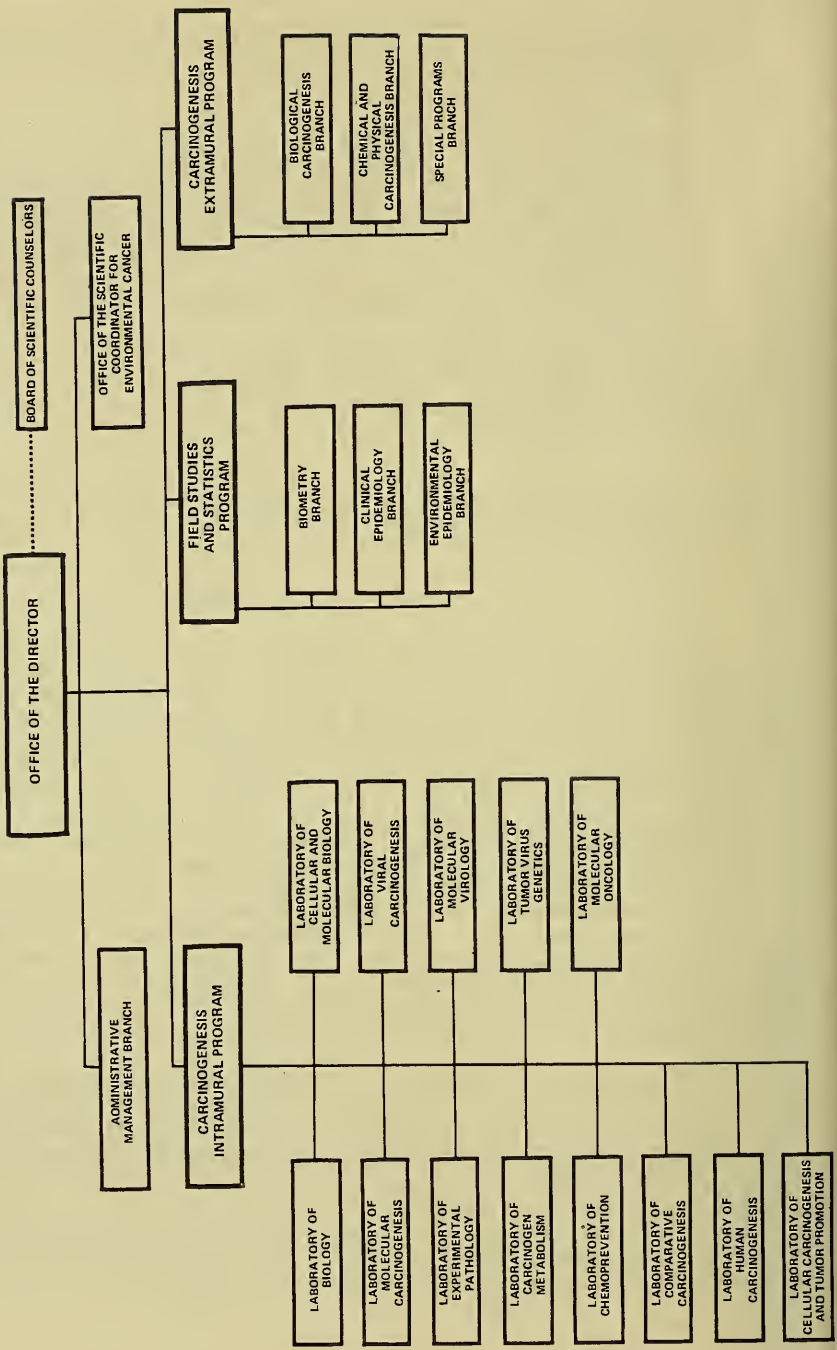 OFFICE OF THE DIRECTOR
BOARD OF SCIENTIFIC COUNSELORS
ADMINISTRATIVE
MANAGEMENT BRANCH
OFFICE OF THE SCIENTIFIC
COORDINATOR FOR
ENVIRONMENTAL CANCER
CARCINOGENESIS
INTRAMURAL PROGRAM
FIELD STUDIES
AND STATISTICS
PROGRAM
CARCINOGENESIS
EXTRAMURAL PROGRAM
LABORATORY OF
BIOLOGY
LABORATORY OF
MOLECULAR
CARCINOGENESIS
LABORATORY OF
EXPERIMENTAL
PATHOLOGY
LABORATORY OF
CARCINOGEN
METABOLISM
LABORATORY OF
CHEMOPREVENTION
LABORATORY OF
COMPARATIVE
CARCINOGENESIS
LABORATORY OF
HUMAN
CARCINOGENESIS
LABORATORY OF
CELLULAR CARCINOGENESIS
AND TUMOR PROMOTION
LABORATORY OF
CELLULAR AND
MOLECULAR BIOLOGY
LABORATORY OF
VIRAL
CARCINOGENESIS
LABORATORY OF
MOLECULAR
VIROLOGY
LABORATORY OF
TUMOR VIRUS
GENETICS
LABORATORY OF
MOLECULAR
ONCOLOGY
BIOMETRY
BRANCH
CLINICAL
EPIDEMIOLOGY
BRANCH
ENVIRONMENTAL
EPIDEMIOLOGY
BRANCH
BIOLOGICAL
CARCINOGENESIS
BRANCH
CHEMICAL AND
PHYSICAL
CARCINOGENESIS BRANCH
SPECIAL PROGRAMS
BRANCH